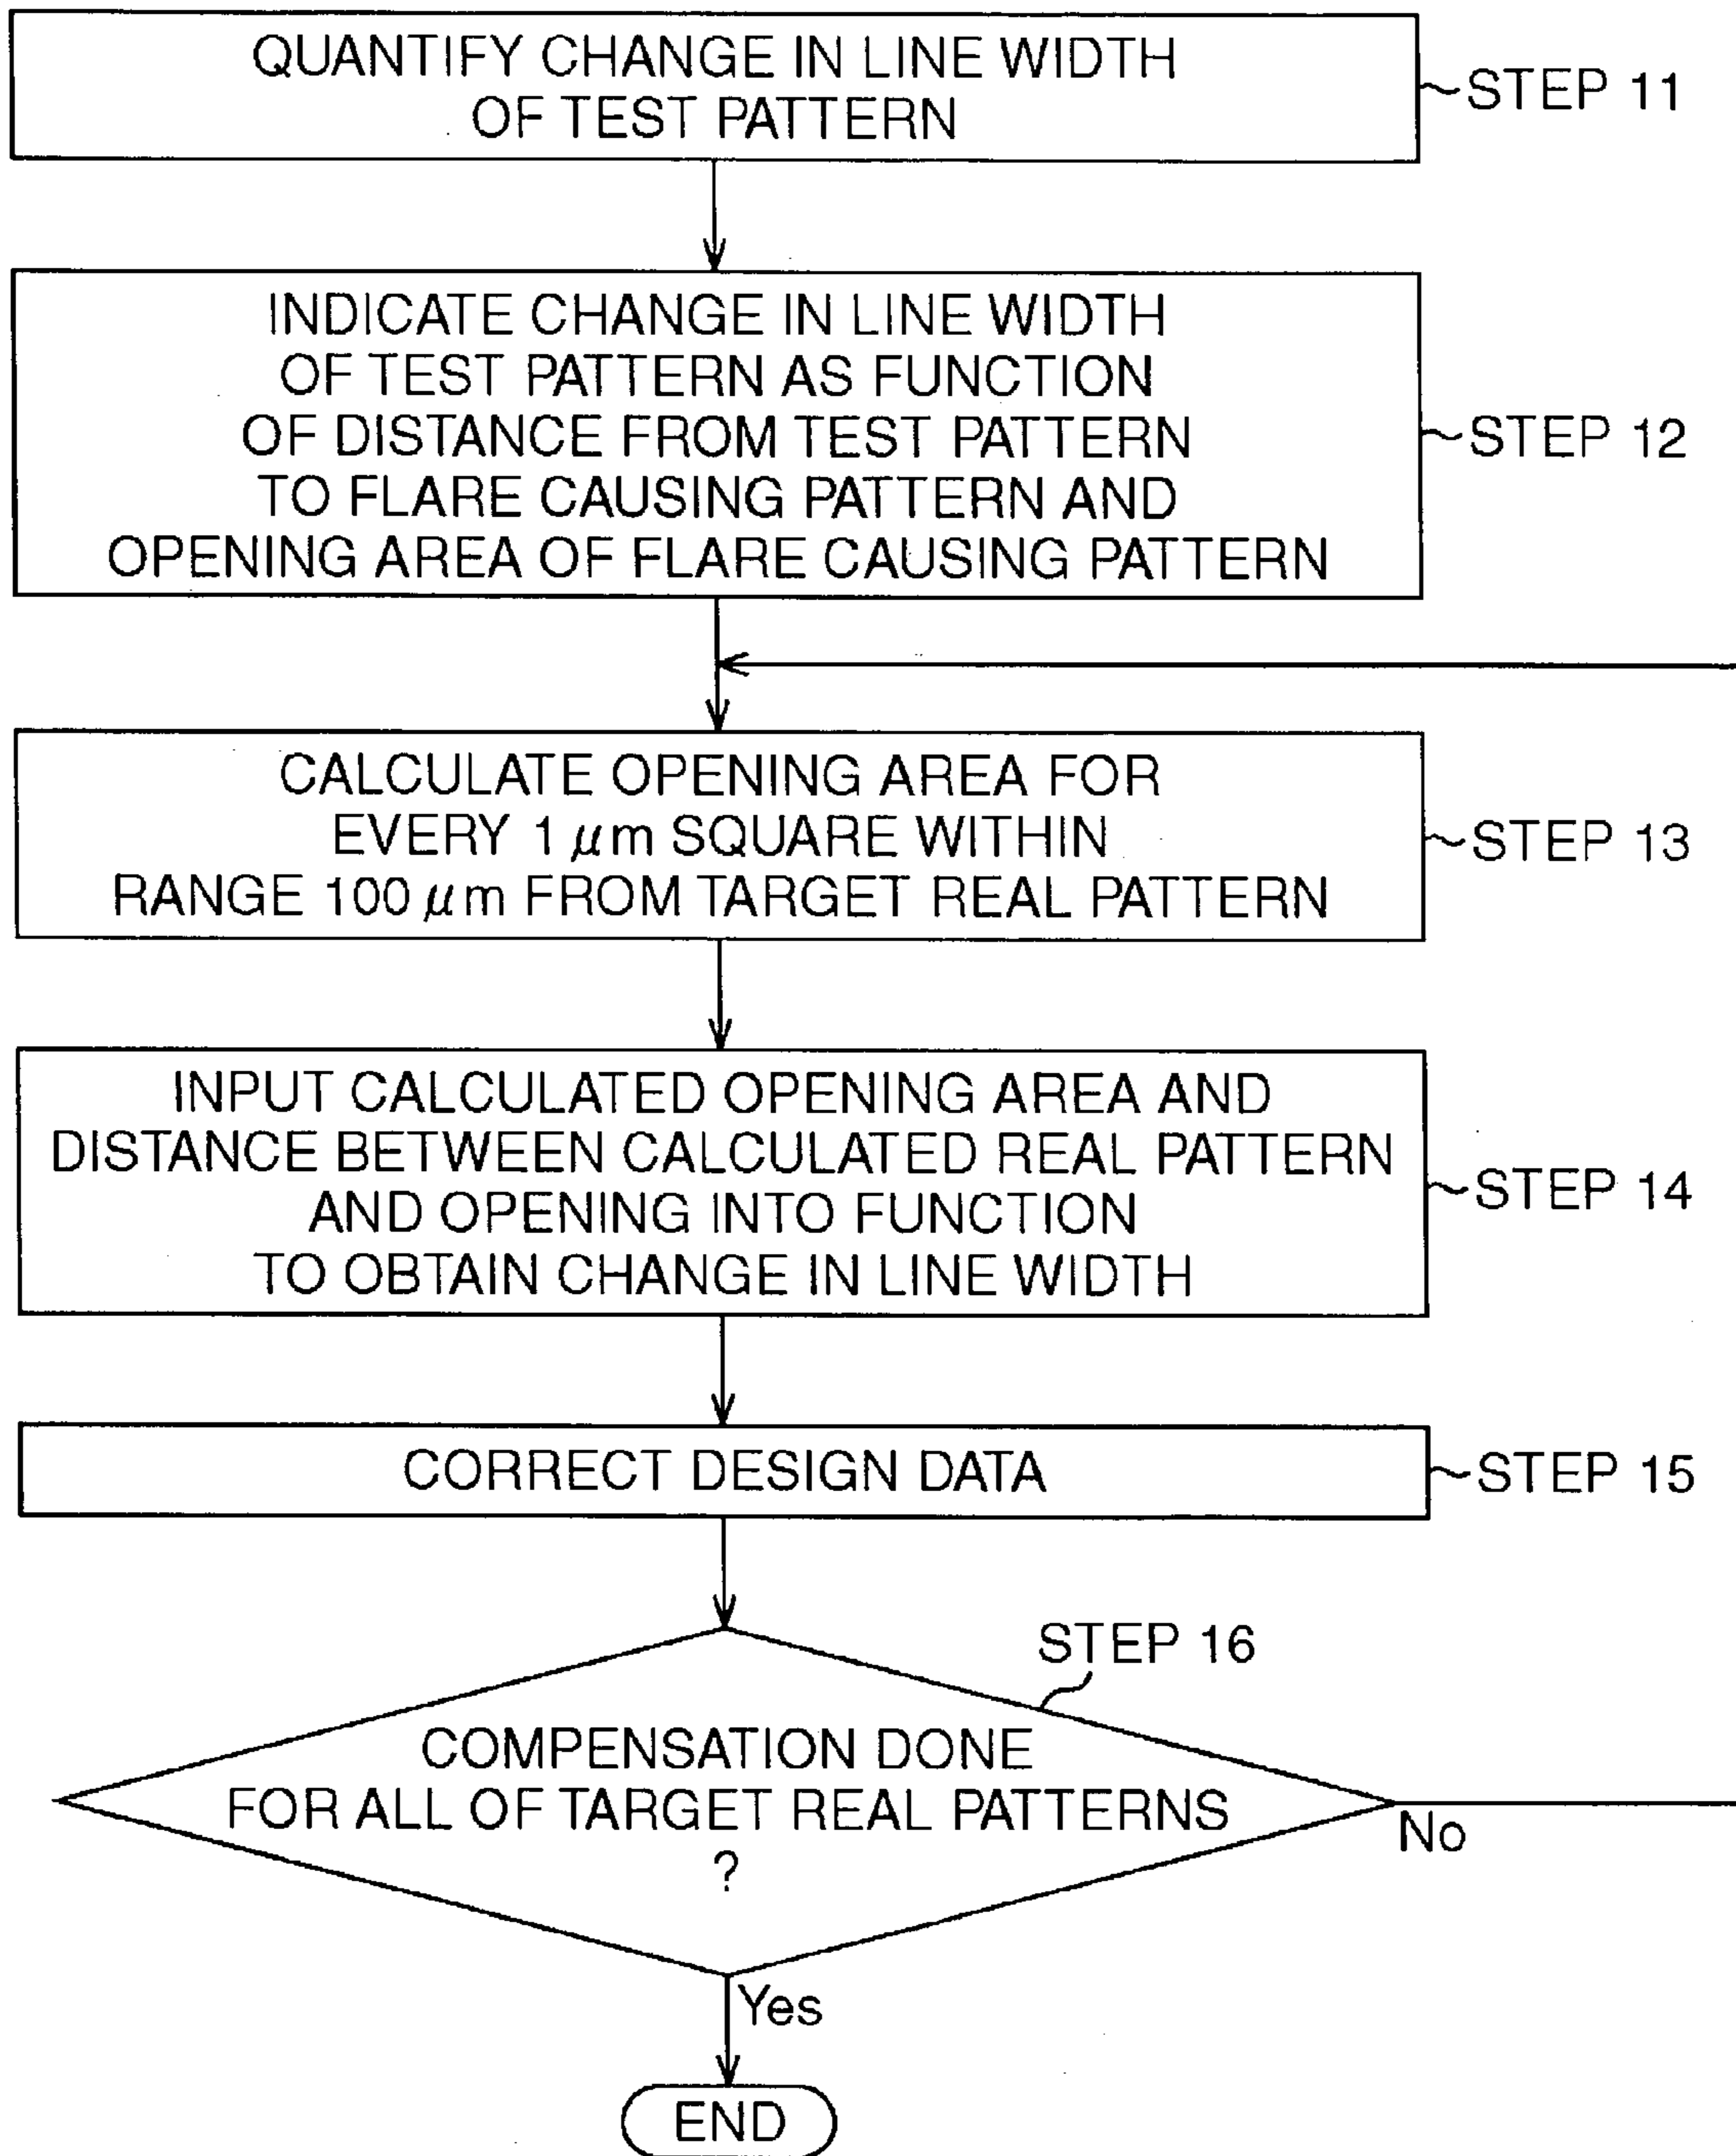 QUANTIFY CHANGE IN LINE WIDTH
OF TEST PATTERN
STEP 11
INDICATE CHANGE IN LINE WIDTH
OF TEST PATTERN AS FUNCTION
OF DISTANCE FROM TEST PATTERN
TO FLARE CAUSING PATTERN AND
OPENING AREA OF FLARE CAUSING PATTERN
STEP 12
CALCULATE OPENING AREA FOR
EVERY 1 μm SQUARE WITHIN
RANGE 100 μm FROM TARGET REAL PATTERN
STEP 13
INPUT CALCULATED OPENING AREA AND
DISTANCE BETWEEN CALCULATED REAL PATTERN
AND OPENING INTO FUNCTION
TO OBTAIN CHANGE IN LINE WIDTH
STEP 14
CORRECT DESIGN DATA
STEP 15
STEP 16
COMPENSATION DONE
FOR ALL OF TARGET REAL PATTERNS
?
No
Yes
END